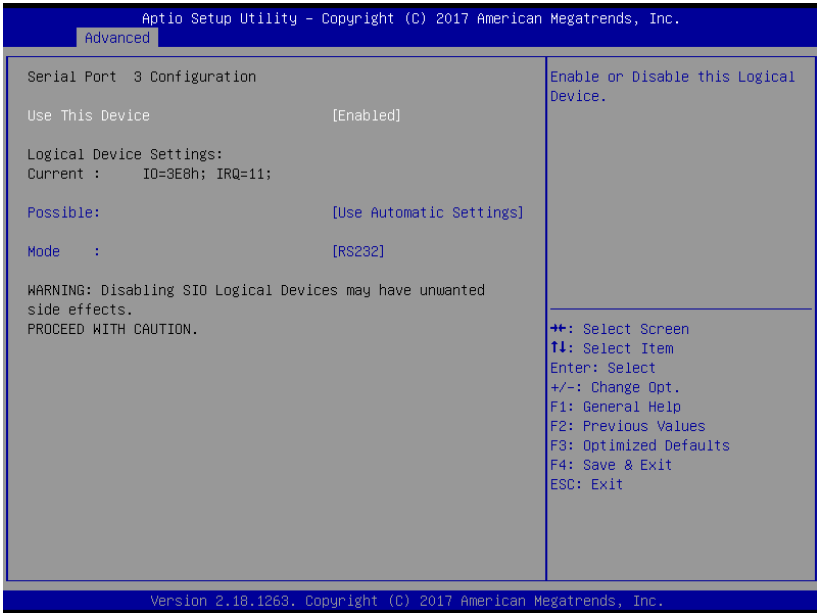 Aptio Setup Utility – Copyright (C) 2017 American Megatrends, Inc.
Advanced
Serial Port  3 Configuration
Use This Device [Enabled]
Logical Device Settings:
Current : IO=3E8h; IRQ=11;
Possible: [Use Automatic Settings]
Mode : [RS232]
WARNING: Disabling SIO Logical Devices may have unwanted
side effects.
PROCEED WITH CAUTION.
Enable or Disable this Logical
Device.
→←: Select Screen
↑↓: Select Item
Enter: Select
+/-: Change Opt.
F1: General Help
F2: Previous Values
F3: Optimized Defaults
F4: Save & Exit
ESC: Exit
Version 2.18.1263. Copyright (C) 2017 American Megatrends, Inc.